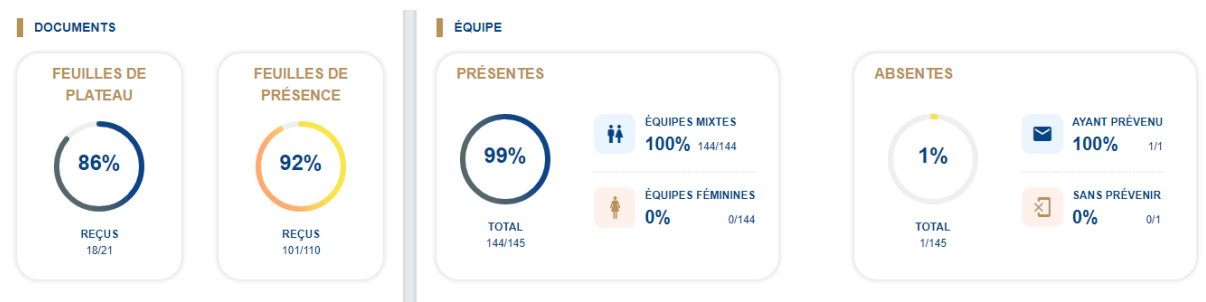 DOCUMENTS
FEUILLES DE
PLATEAU
86%
REÇUS
18/21
FEUILLES DE
PRÉSENCE
92%
REÇUS
101/110
ÉQUIPE
PRÉSENTES
99%
TOTAL
144/145
ÉQUIPES MIXTES
100% 144/144
ÉQUIPES FÉMININES
0% 0/144
ABSENTES
1%
TOTAL
1/145
AYANT PRÉVENU
100% 1/1
SANS PRÉVENIR
0% 0/1